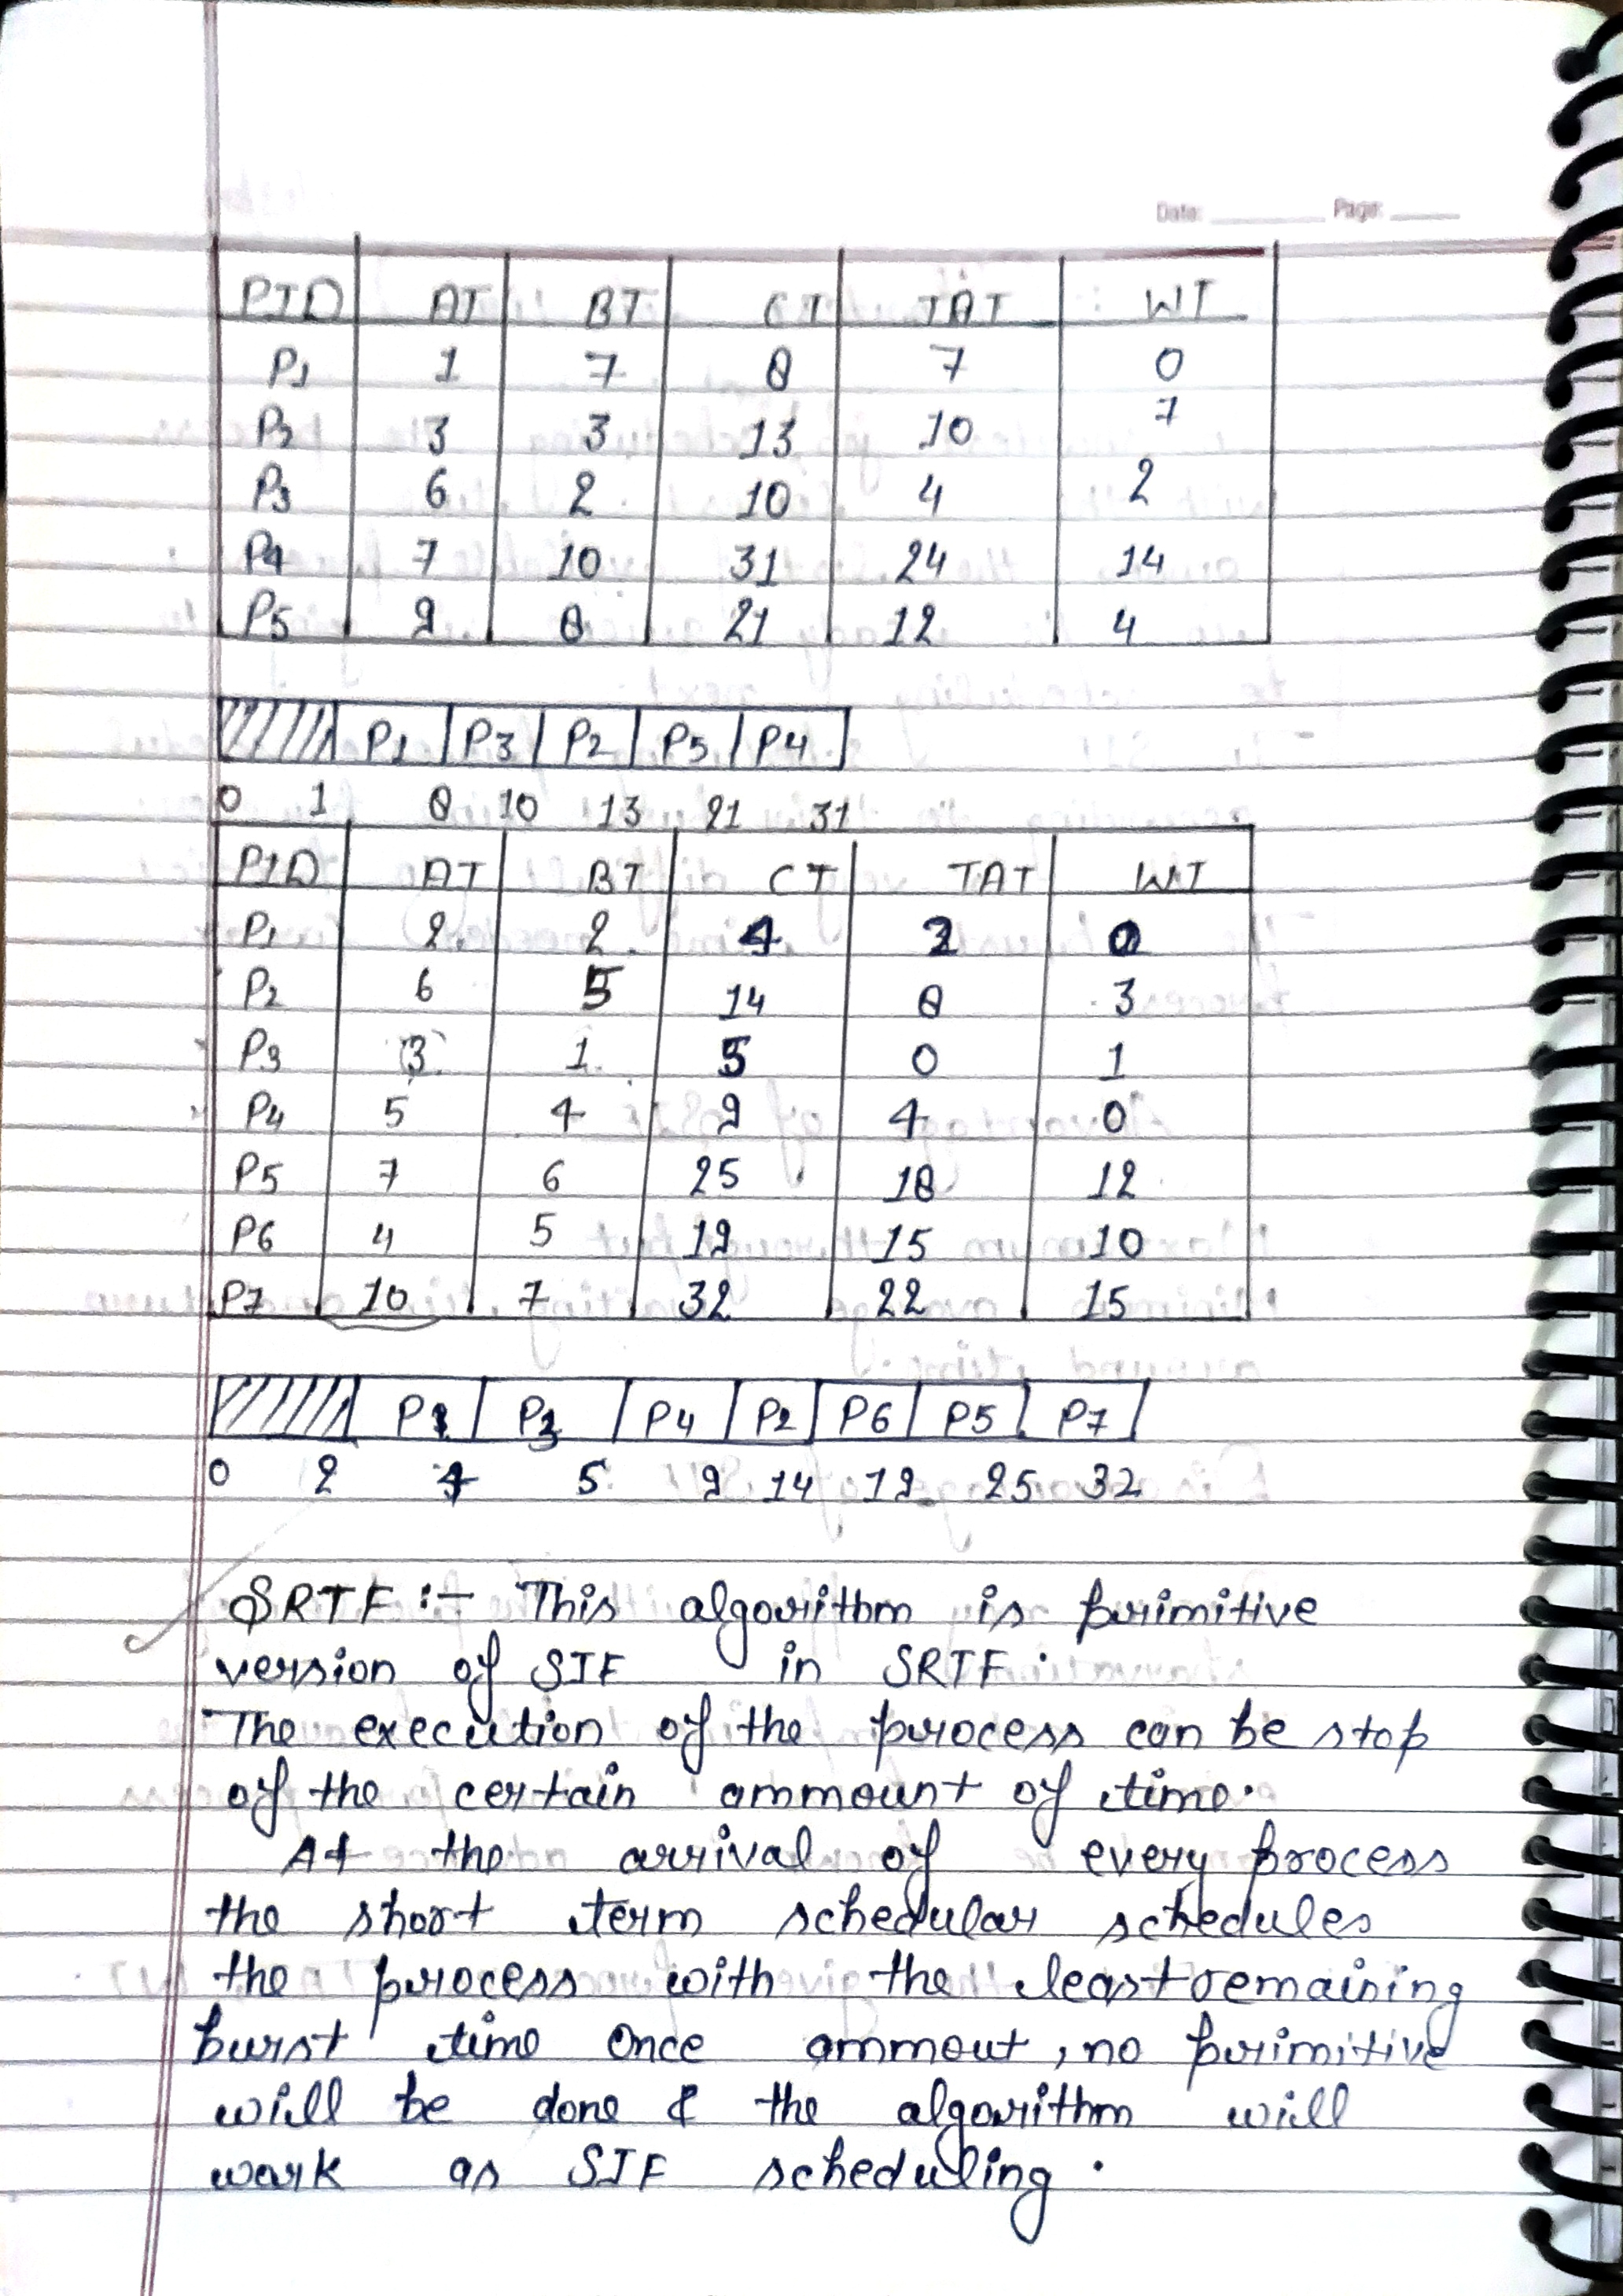 Date: Page:
PID AT BT CT TAT WT
P1 1 7 8 7 0
P2 3 3 13 10 7
P3 6 2 10 4 2
P4 7 10 31 24 14
P5 9 8 21 12 4
P1 P3 P2 P5 P4
0 1 8 10 13 21 31
PID AT BT CT TAT WT
P1 2 2 4 2 0
P2 6 5 14 8 3
P3 3 1 5 0 1
P4 5 4 9 4 0
P5 7 6 25 18 12
P6 4 5 19 15 10
P7 10 7 32 22 15
P1 P3 P4 P2 P6 P5 P7
0 2 4 5 9 14 19 25 32
SRTF :- This algorithm is primitive
version of SJF in SRTF.
The execution of the process can be stop
of the certain ammount of time.
At the arrival of every process
the short term schedular schedules
the process with the least remaining
burst time once ammout, no primitive
will be done & the algorithm will
work as SJF scheduling.